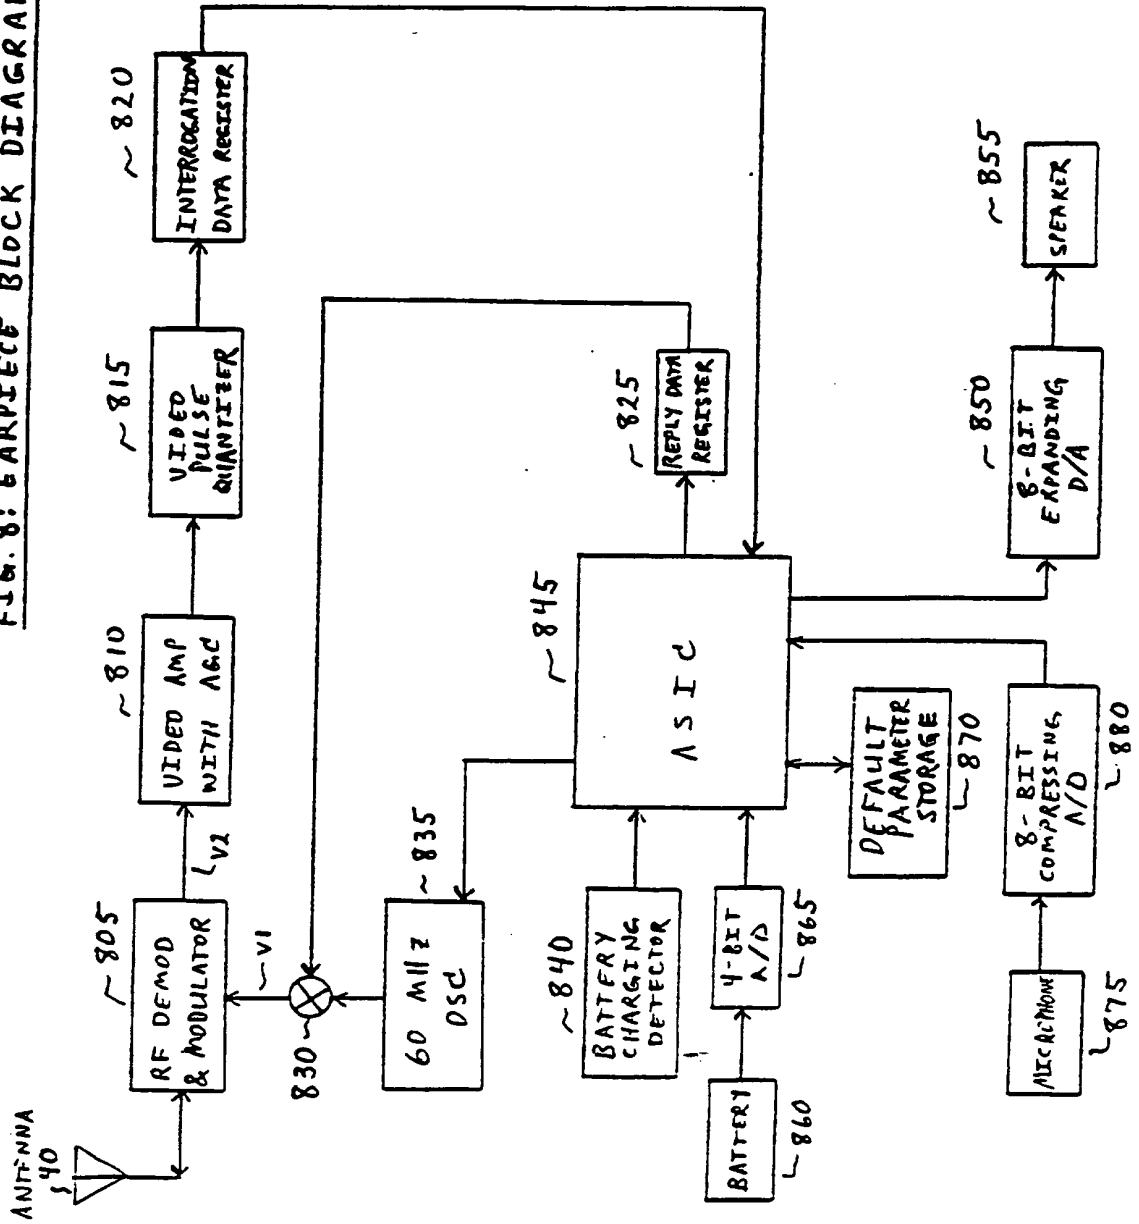 FIG. 8: EARPIECE BLOCK DIAGRAM
ANTENNA
40
RF DEMOD
& MODULATOR
~805
V2
VIDEO AMP
WITH AGC
~810
VIDEO
PULSE
QUANTIZER
~815
INTERROGATION
DATA REGISTER
~820
V1
830~
60 MHz
OSC
~835
REPLY DATA
REGISTER
~825
BATTERY
CHARGING
DETECTOR
~840
ASIC
~845
BATTERY
860
4-BIT
A/D
865
DEFAULT
PARAMETER
STORAGE
870
8-BIT
EXPANDING
D/A
~850
SPEAKER
~855
MICROPHONE
875
8-BIT
COMPRESSING
A/D
880